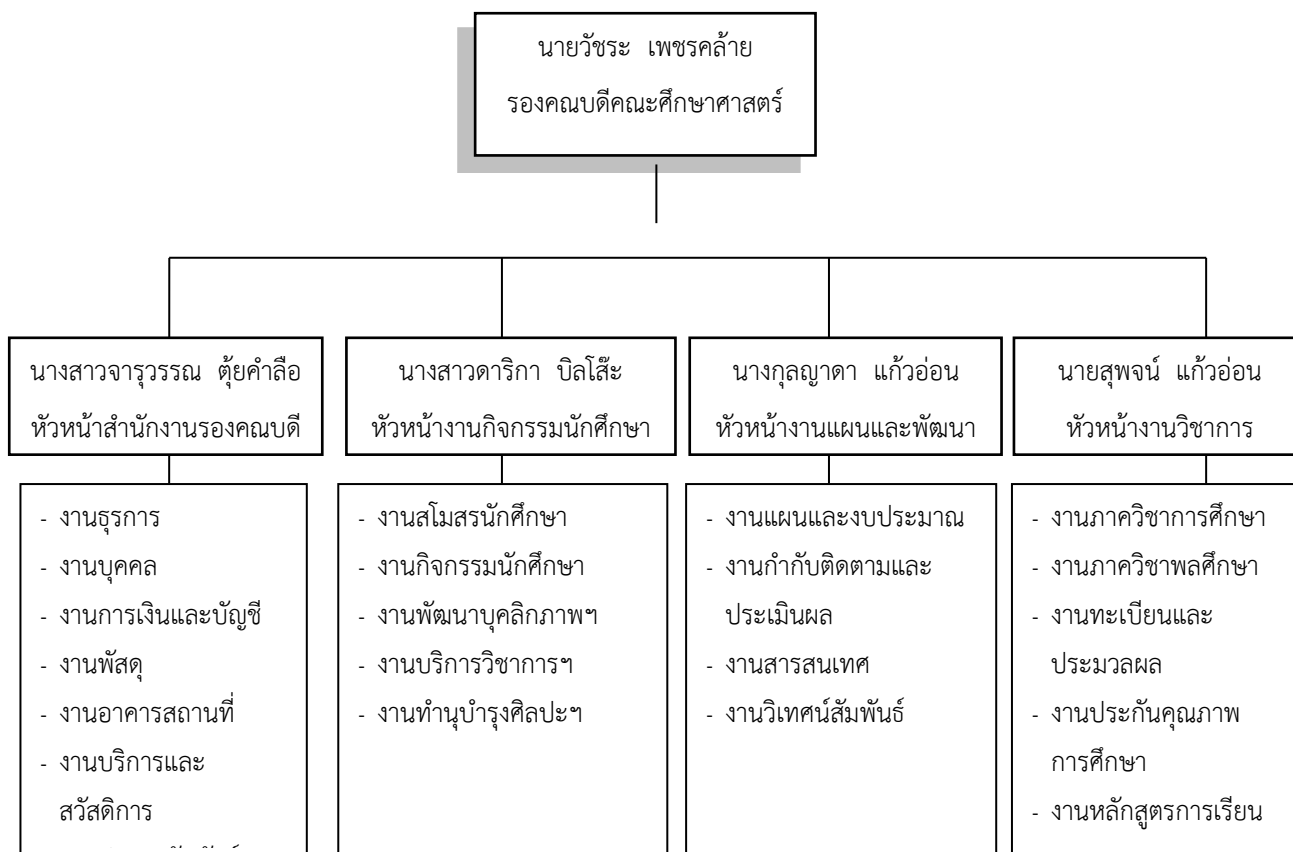 นายวัชระ เพชรคล้าย
รองคณบดีคณะศึกษาศาสตร์
นางสาวจารุวรรณ ตุ้ยคำลือ
หัวหน้าสำนักงานรองคณบดี
- งานธุรการ
- งานบุคคล
- งานการเงินและบัญชี
- งานพัสดุ
- งานอาคารสถานที่
- งานบริการและ
สวัสดิการ
นางสาวดาริกา บิลโส๊ะ
หัวหน้างานกิจกรรมนักศึกษา
- งานสโมสรนักศึกษา
- งานกิจกรรมนักศึกษา
- งานพัฒนาบุคลิกภาพฯ
- งานบริการวิชาการฯ
- งานทำนุบำรุงศิลปะฯ
นางกุลญาดา แก้วอ่อน
หัวหน้างานแผนและพัฒนา
- งานแผนและงบประมาณ
- งานกำกับติดตามและ
ประเมินผล
- งานสารสนเทศ
- งานวิเทศน์สัมพันธ์
นายสุพจน์ แก้วอ่อน
หัวหน้างานวิชาการ
- งานภาควิชาการศึกษา
- งานภาควิชาพลศึกษา
- งานทะเบียนและ
ประมวลผล
- งานประกันคุณภาพ
การศึกษา
- งานหลักสูตรการเรียน